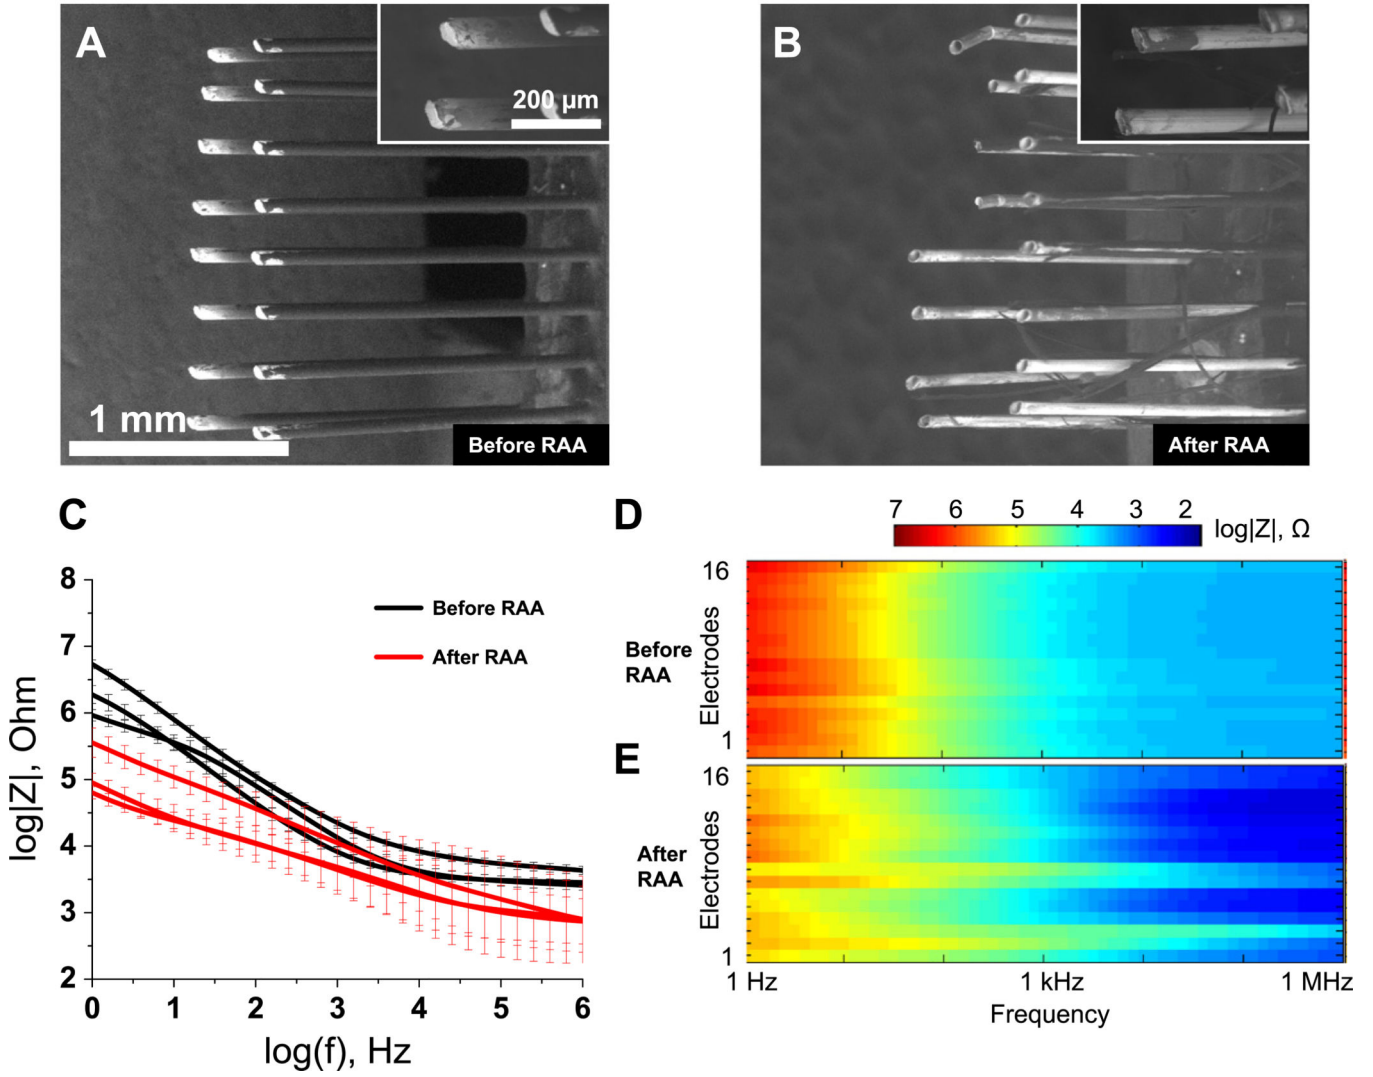 A
200 µm
1 mm
Before RAA
B
After RAA
C
8
7
6
5
4
3
2
0 1 2 3 4 5 6
log|Z|, Ohm
log(f), Hz
Before RAA
After RAA
D
7 6 5 4 3 2
log|Z|, Ω
Before
RAA
Electrodes
16
1
E
After
RAA
Electrodes
16
1
1 Hz 1 kHz 1 MHz
Frequency